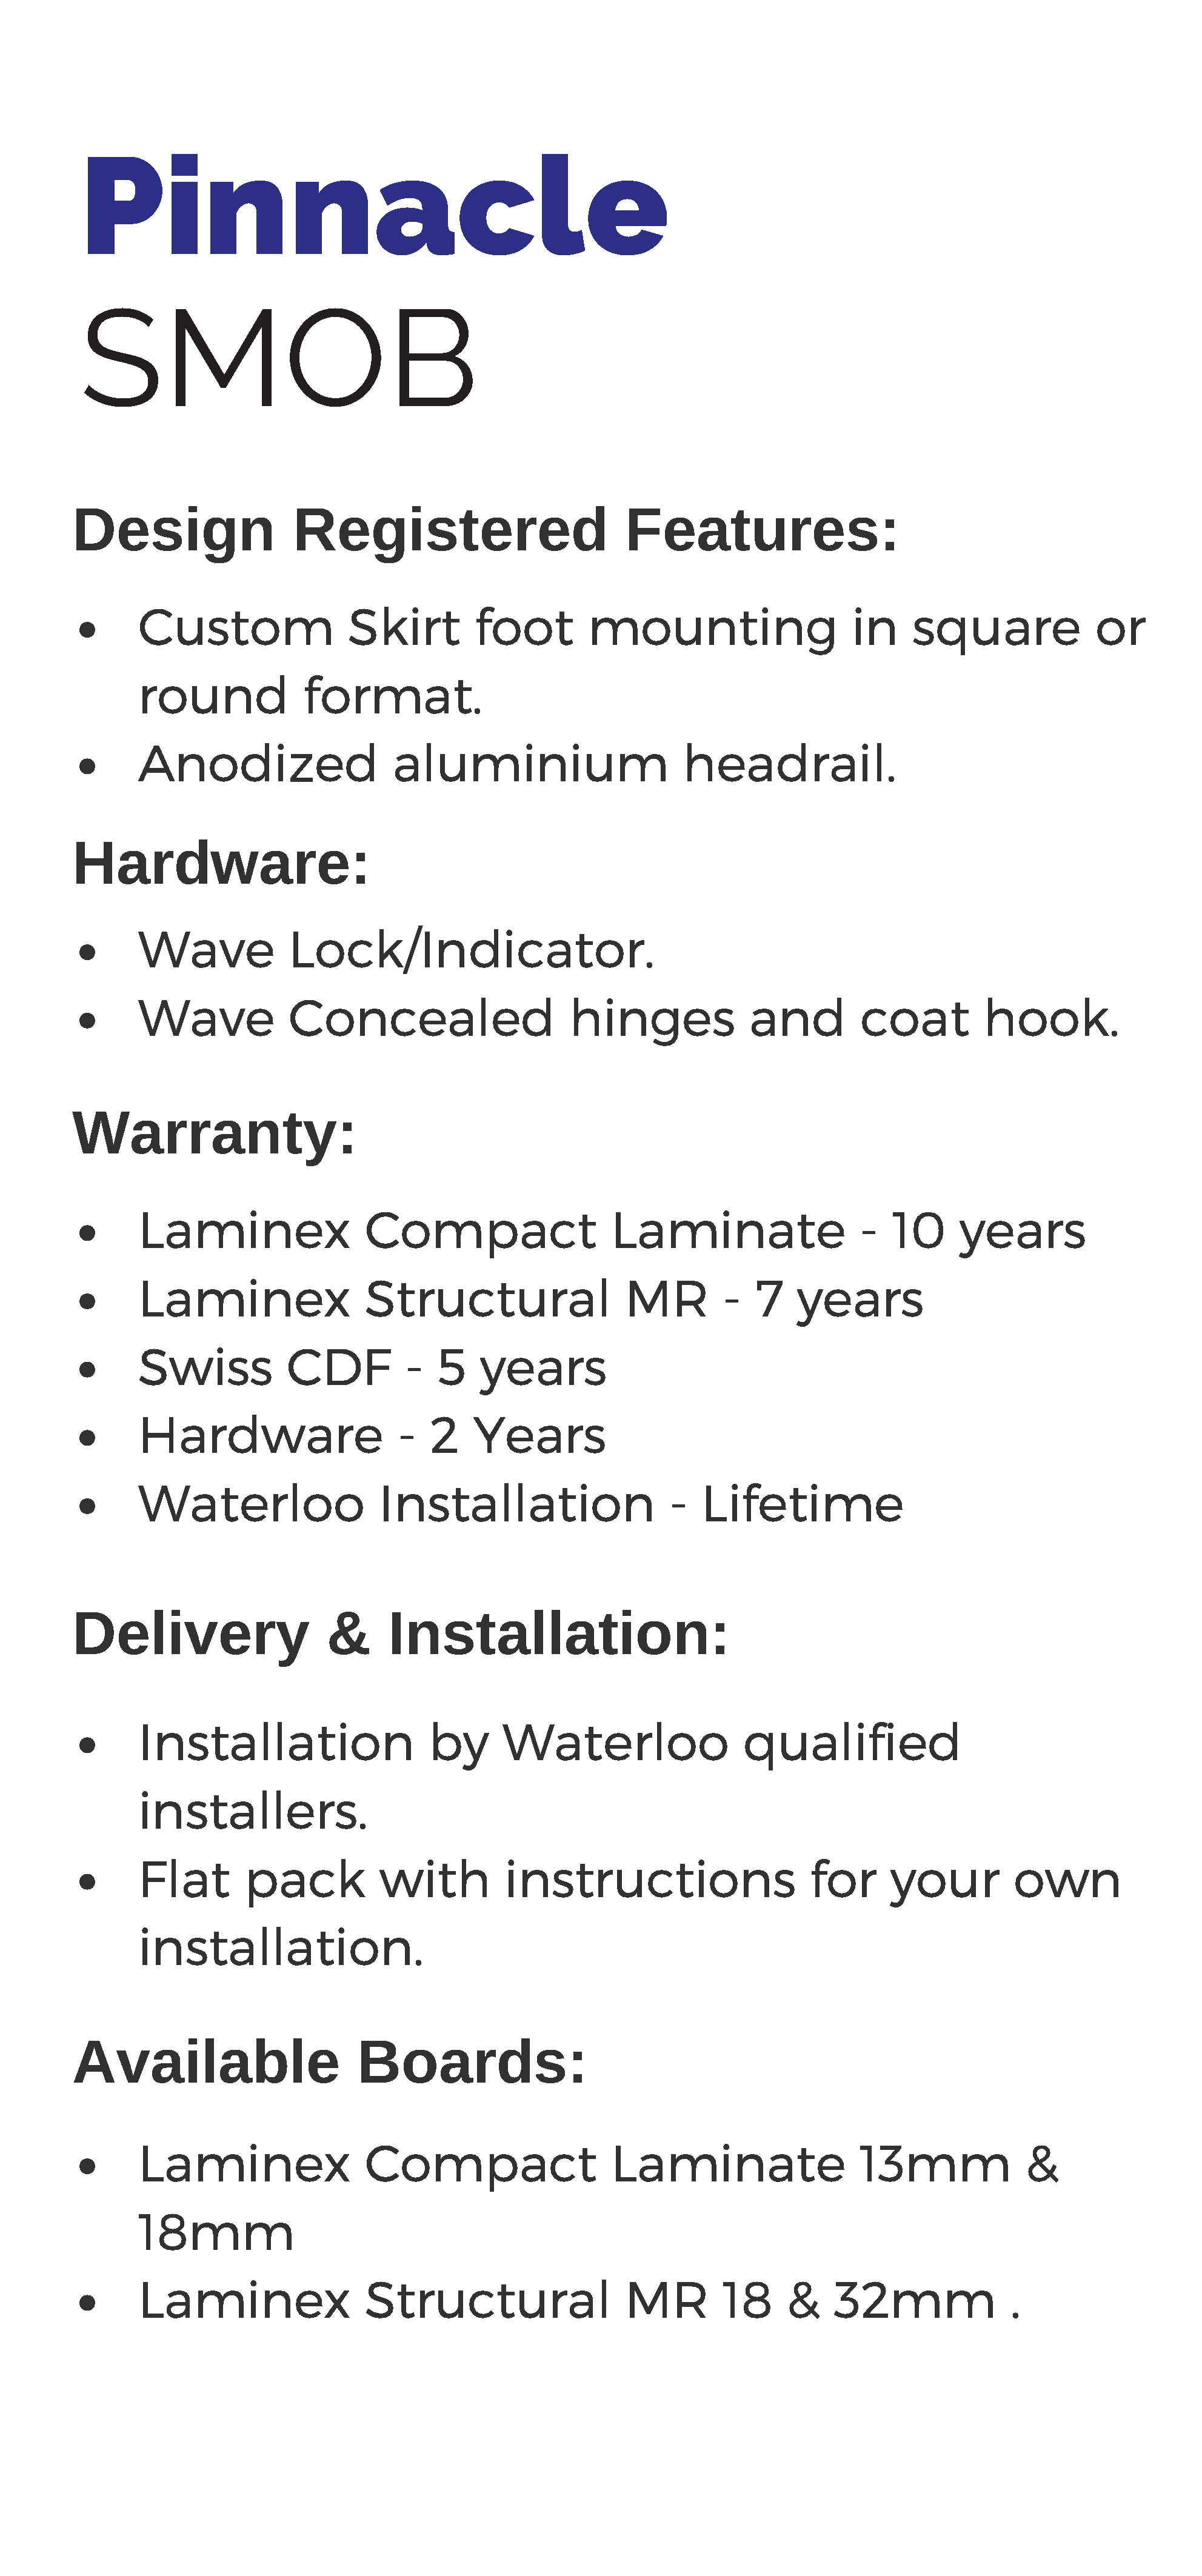 Pinnacle
SMOB
Design Registered Features:
• Custom Skirt foot mounting in square or
round format.
• Anodized aluminium headrail.
Hardware:
• Wave Lock/Indicator.
• Wave Concealed hinges and coat hook.
Warranty:
• Laminex Compact Laminate - 10 years
• Laminex Structural MR - 7 years
• Swiss CDF - 5 years
• Hardware - 2 Years
• Waterloo Installation - Lifetime
Delivery & Installation:
• Installation by Waterloo qualified
installers.
• Flat pack with instructions for your own
installation.
Available Boards:
• Laminex Compact Laminate 13mm &
18mm
• Laminex Structural MR 18 & 32mm .